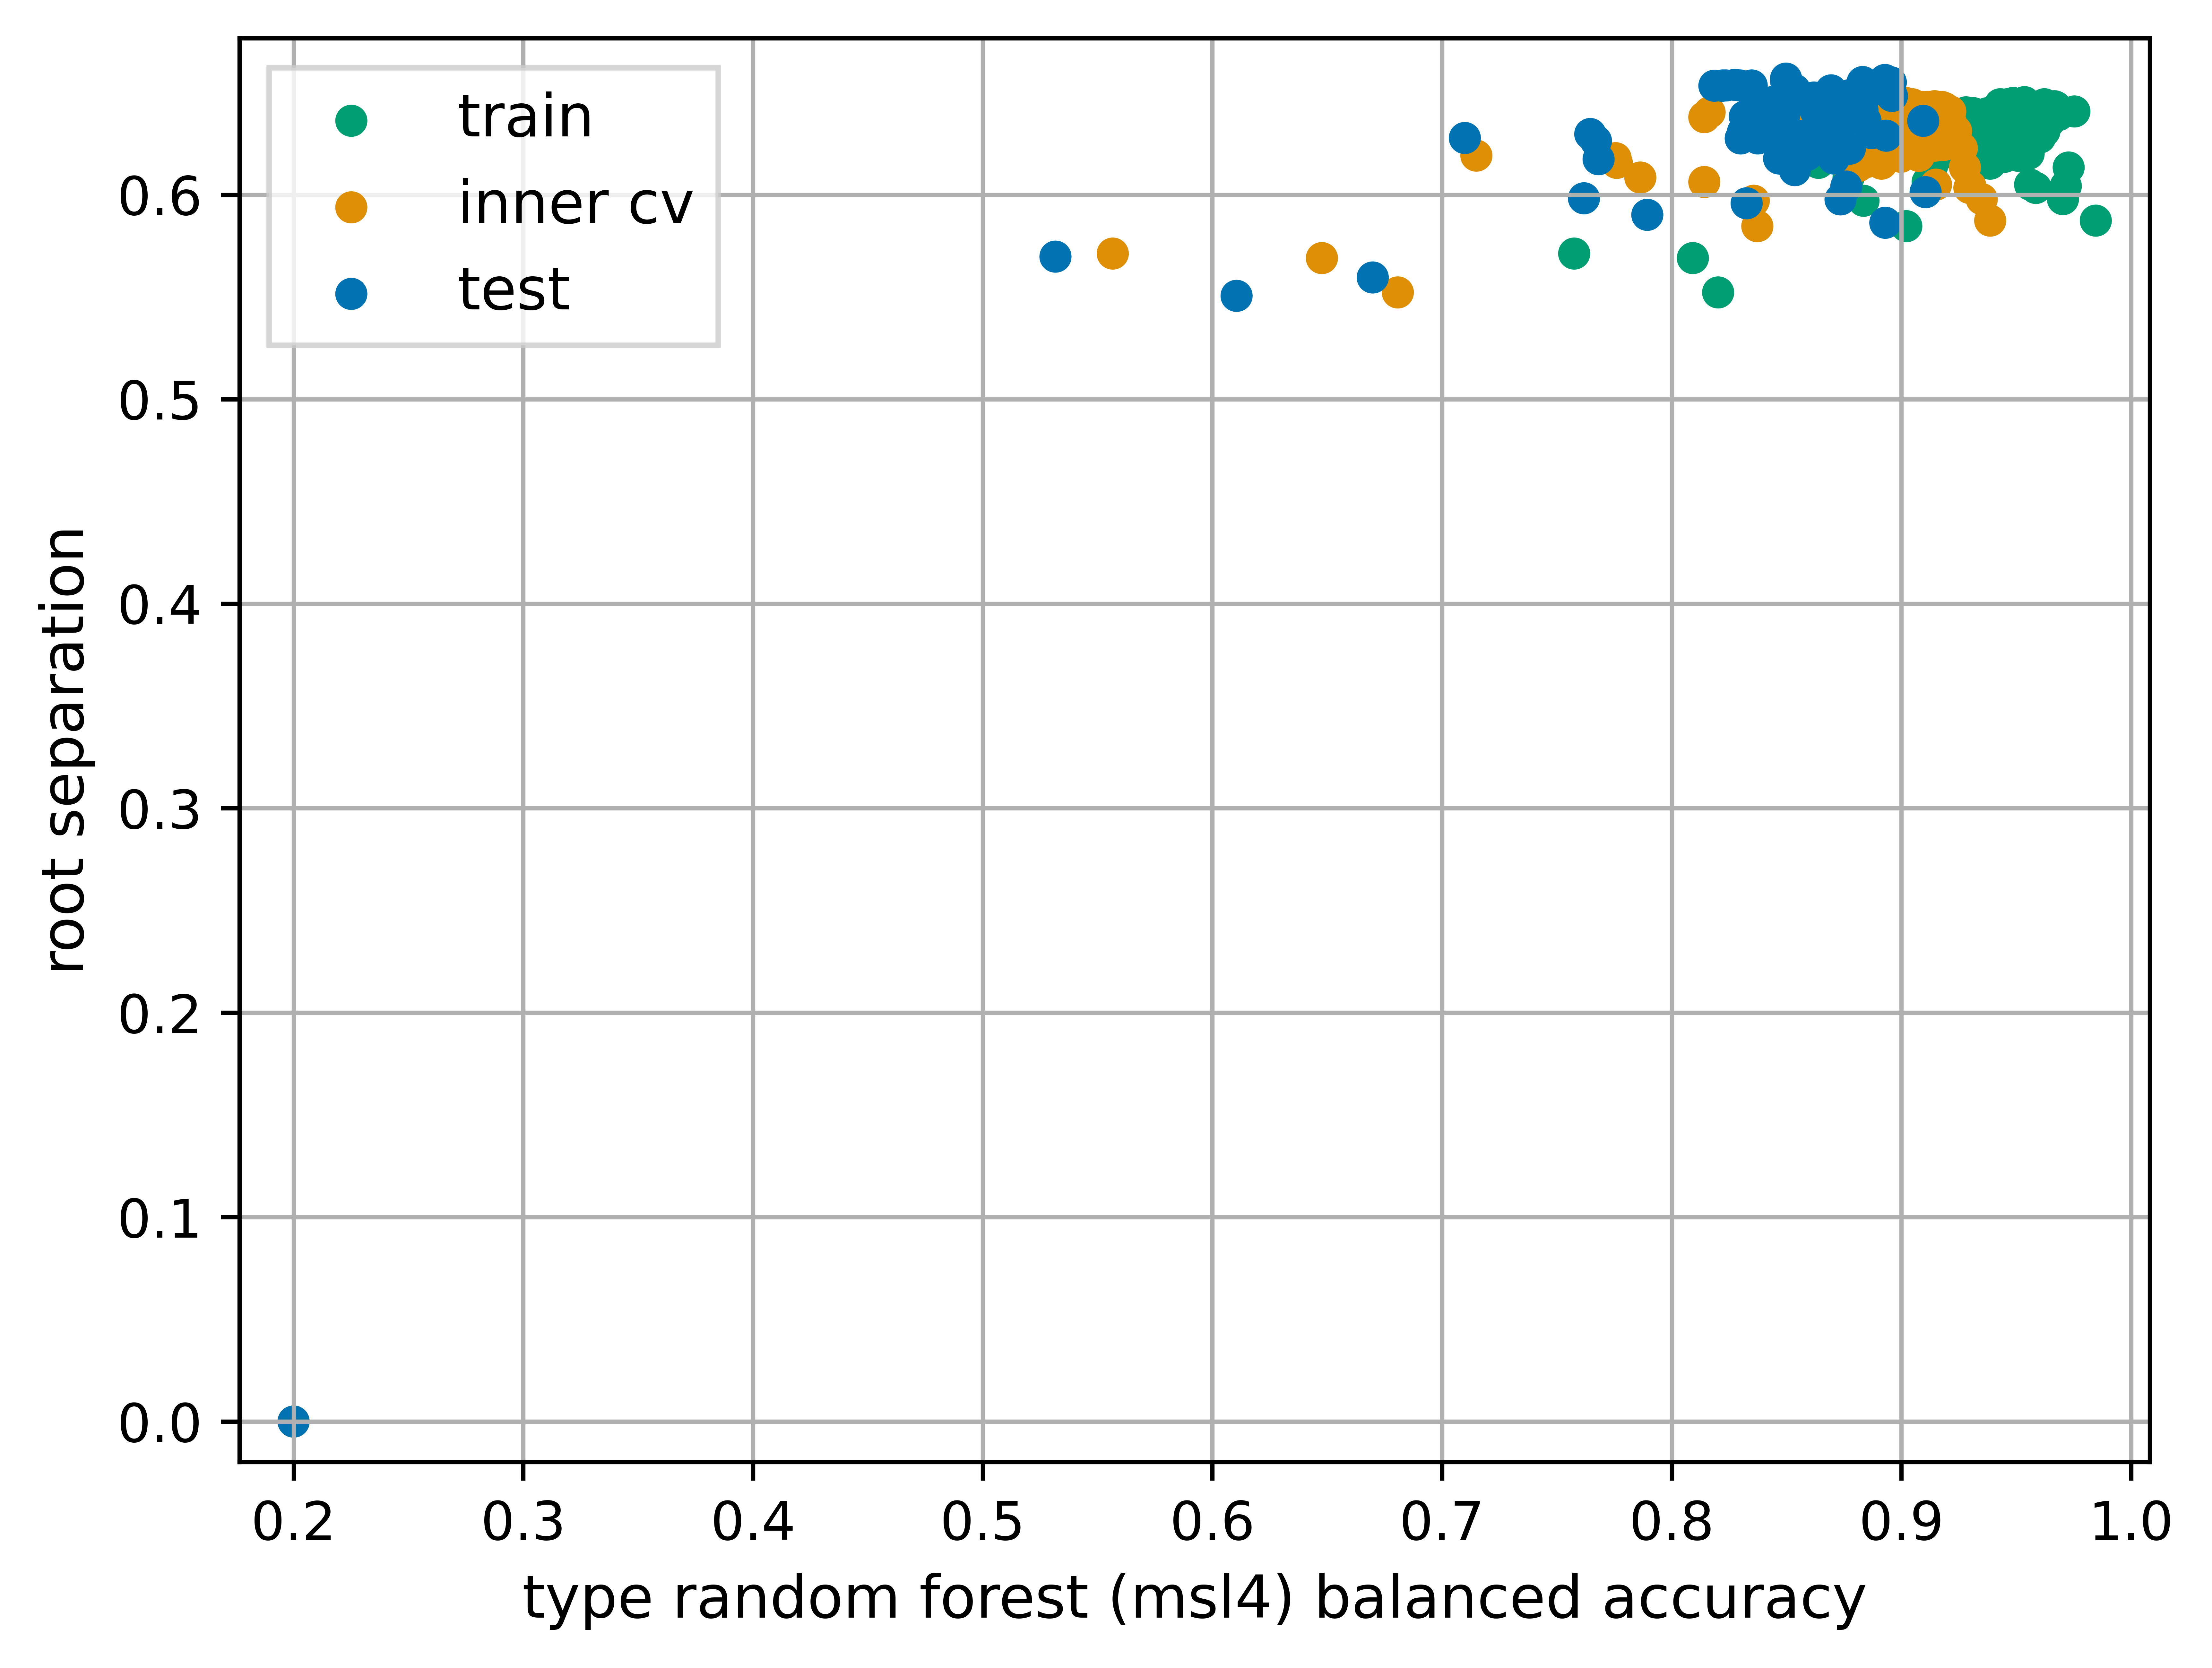 train
inner cv
test
root separation
0.6
0.5
0.4
0.3
0.2
0.1
0.0
0.2 0.3 0.4 0.5 0.6 0.7 0.8 0.9 1.0
type random forest (msl4) balanced accuracy